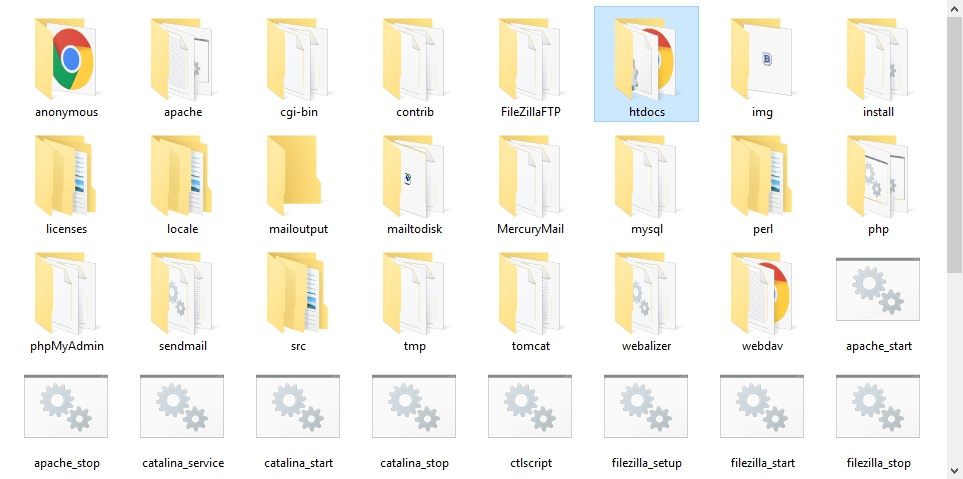 anonymous apache cgi-bin contrib FileZillaFTP htdocs img install
licenses locale mailoutput mailtodisk MercuryMail mysql perl php
phpMyAdmin sendmail src tmp tomcat webalizer webdav apache_start
apache_stop catalina_service catalina_start catalina_stop ctlscript filezilla_setup filezilla_start filezilla_stop